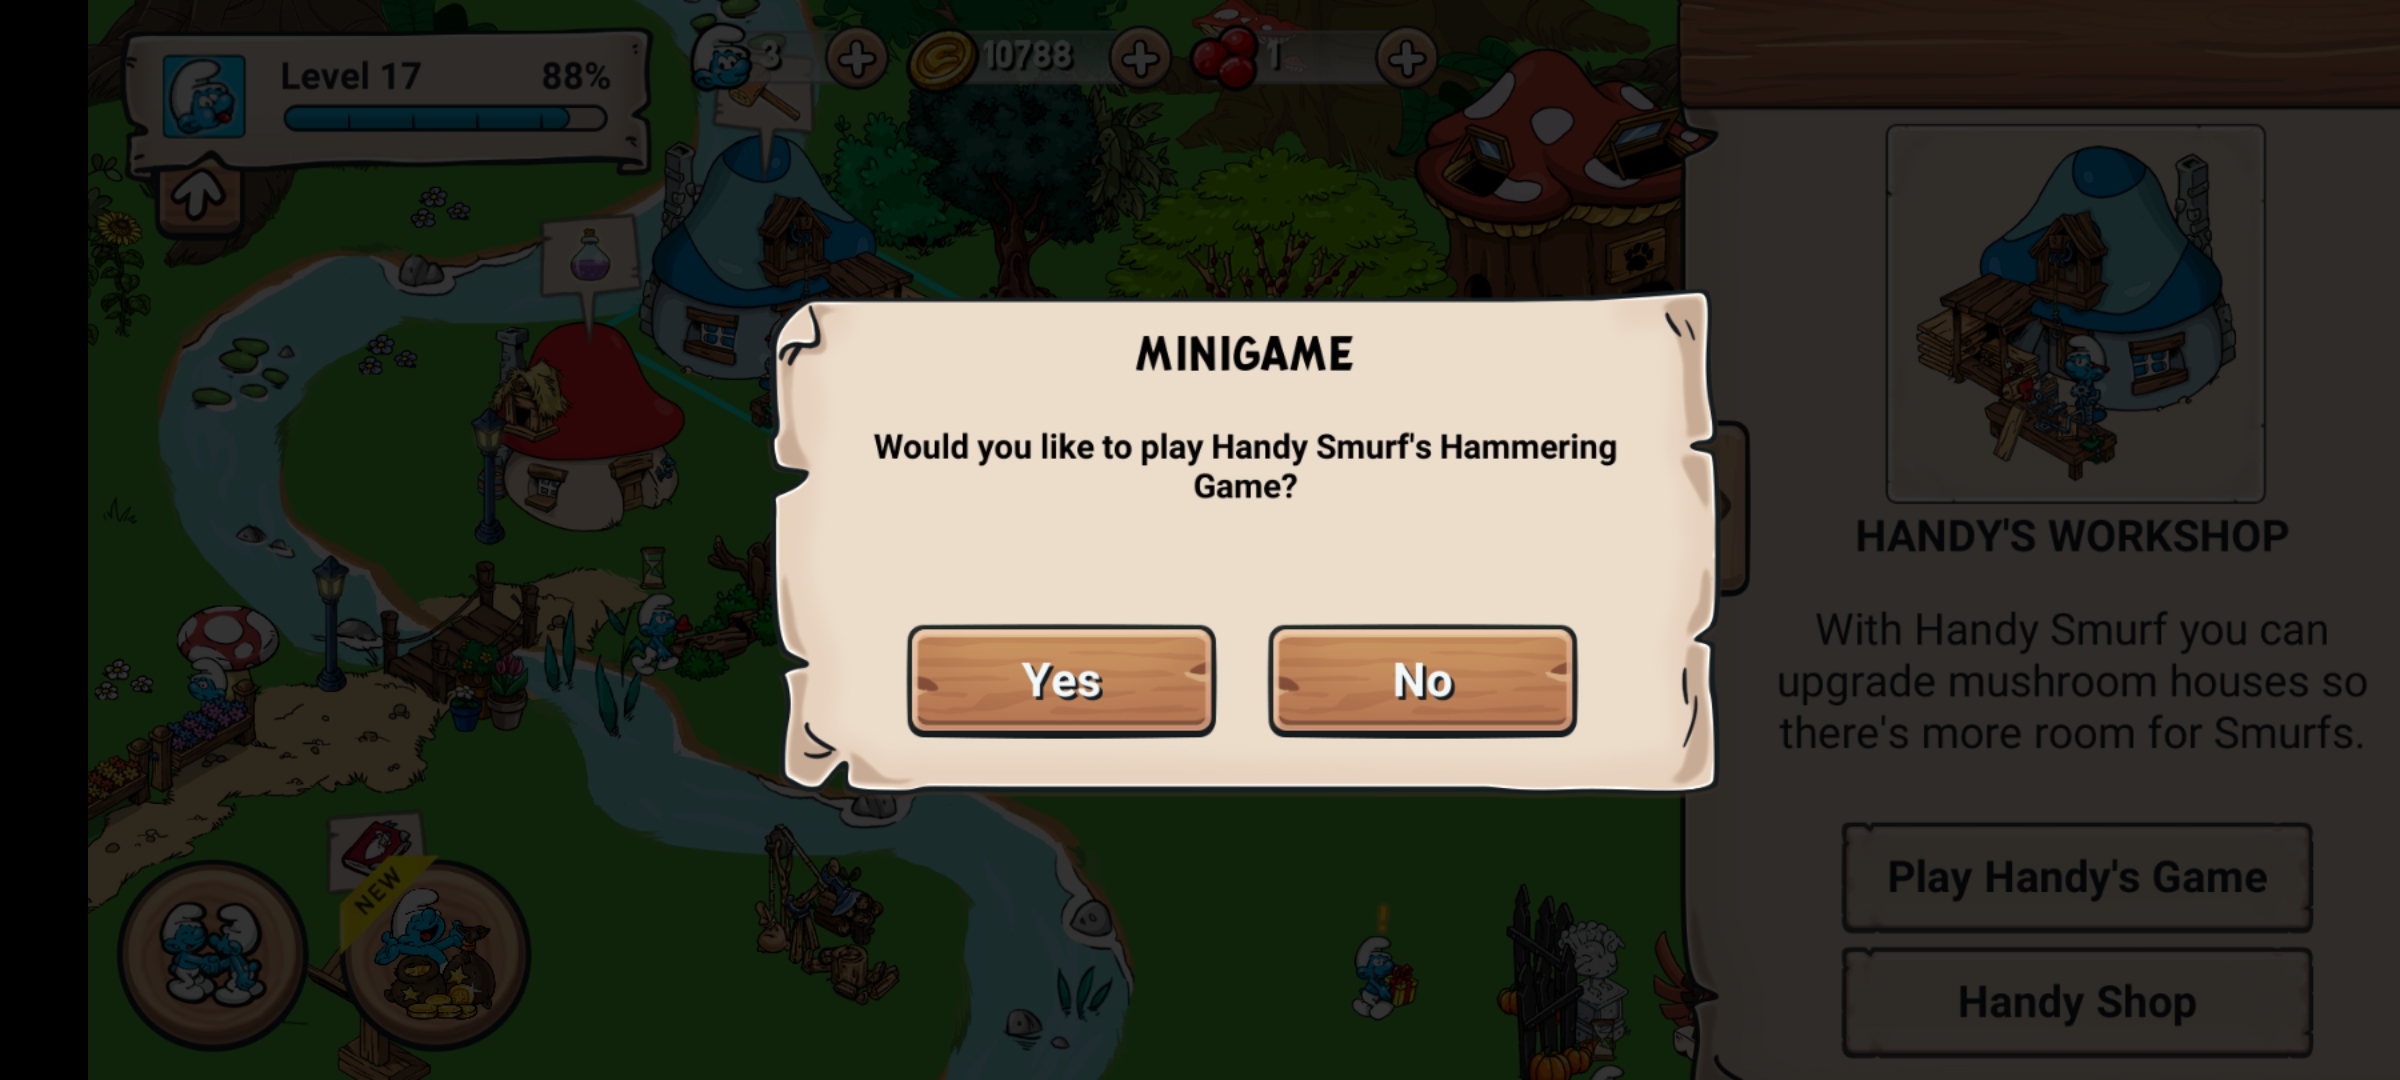 Level 17 88%
3
10788
1
MINIGAME
Would you like to play Handy Smurf's Hammering
Game?
Yes
No
HANDY'S WORKSHOP
With Handy Smurf you can
upgrade mushroom houses so
there's more room for Smurfs.
Play Handy's Game
Handy Shop
NEW